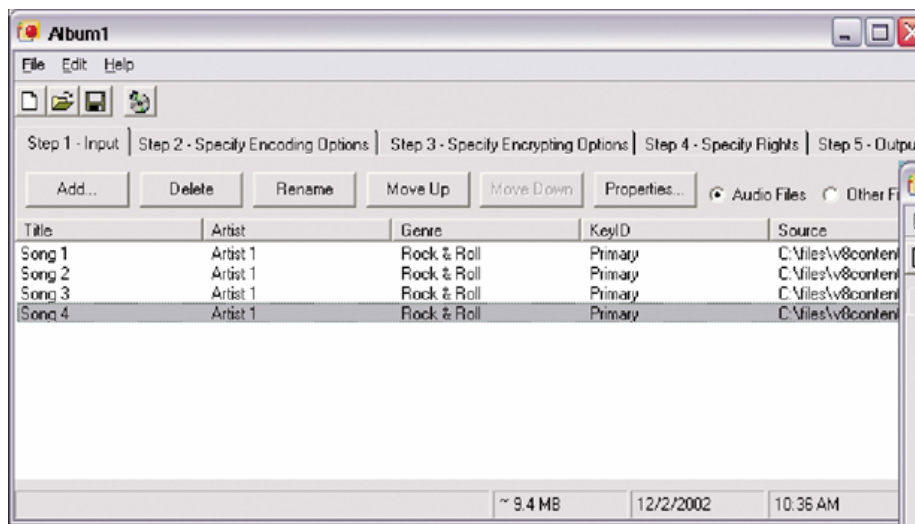 Album1
File Edit Help
Step 1 - Input Step 2 - Specify Encoding Options Step 3 - Specify Encrypting Options Step 4 - Specify Rights Step 5 - Outpu
Add... Delete Rename Move Up Move Down Properties... Audio Files Other Fi
Title Artist Genre KeyID Source
Song 1 Artist 1 Rock & Roll Primary C:\files\v8conten
Song 2 Artist 1 Rock & Roll Primary C:\files\v8conten
Song 3 Artist 1 Rock & Roll Primary C:\files\v8conten
Song 4 Artist 1 Rock & Roll Primary C:\files\v8conten
~ 9.4 MB 12/2/2002 10:36 AM